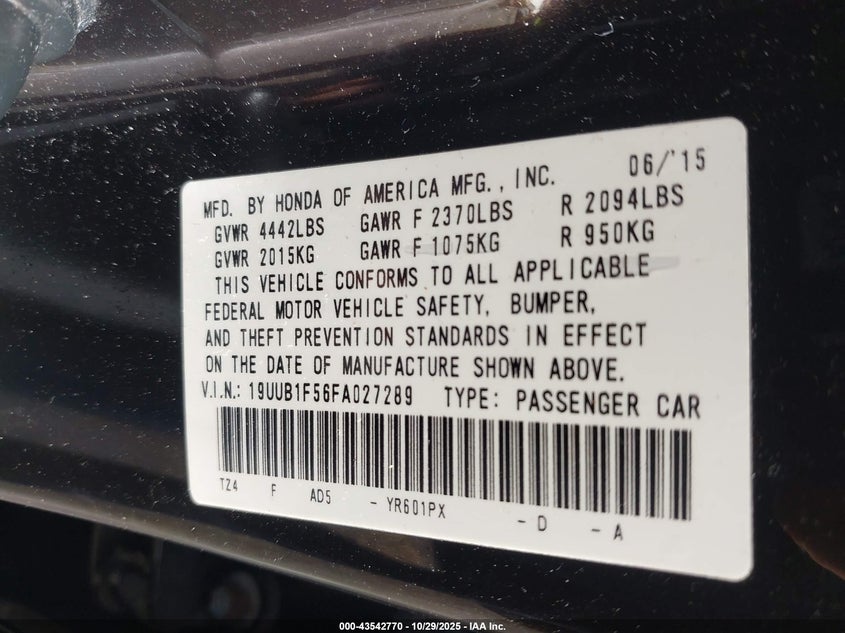 06/'15
MFD. BY HONDA OF AMERICA MFG., INC.
GVWR 4442LBS GAWR F 2370LBS R 2094LBS
GVWR 2015KG GAWR F 1075KG R 950KG
THIS VEHICLE CONFORMS TO ALL APPLICABLE
FEDERAL MOTOR VEHICLE SAFETY, BUMPER,
AND THEFT PREVENTION STANDARDS IN EFFECT
ON THE DATE OF MANUFACTURE SHOWN ABOVE.
V.I.N.: 19UUB1F56FA027289 TYPE: PASSENGER CAR
TZ4 F AD5 - YR601PX - D - A
000-43542770 - 10/29/2025 - IAA Inc.